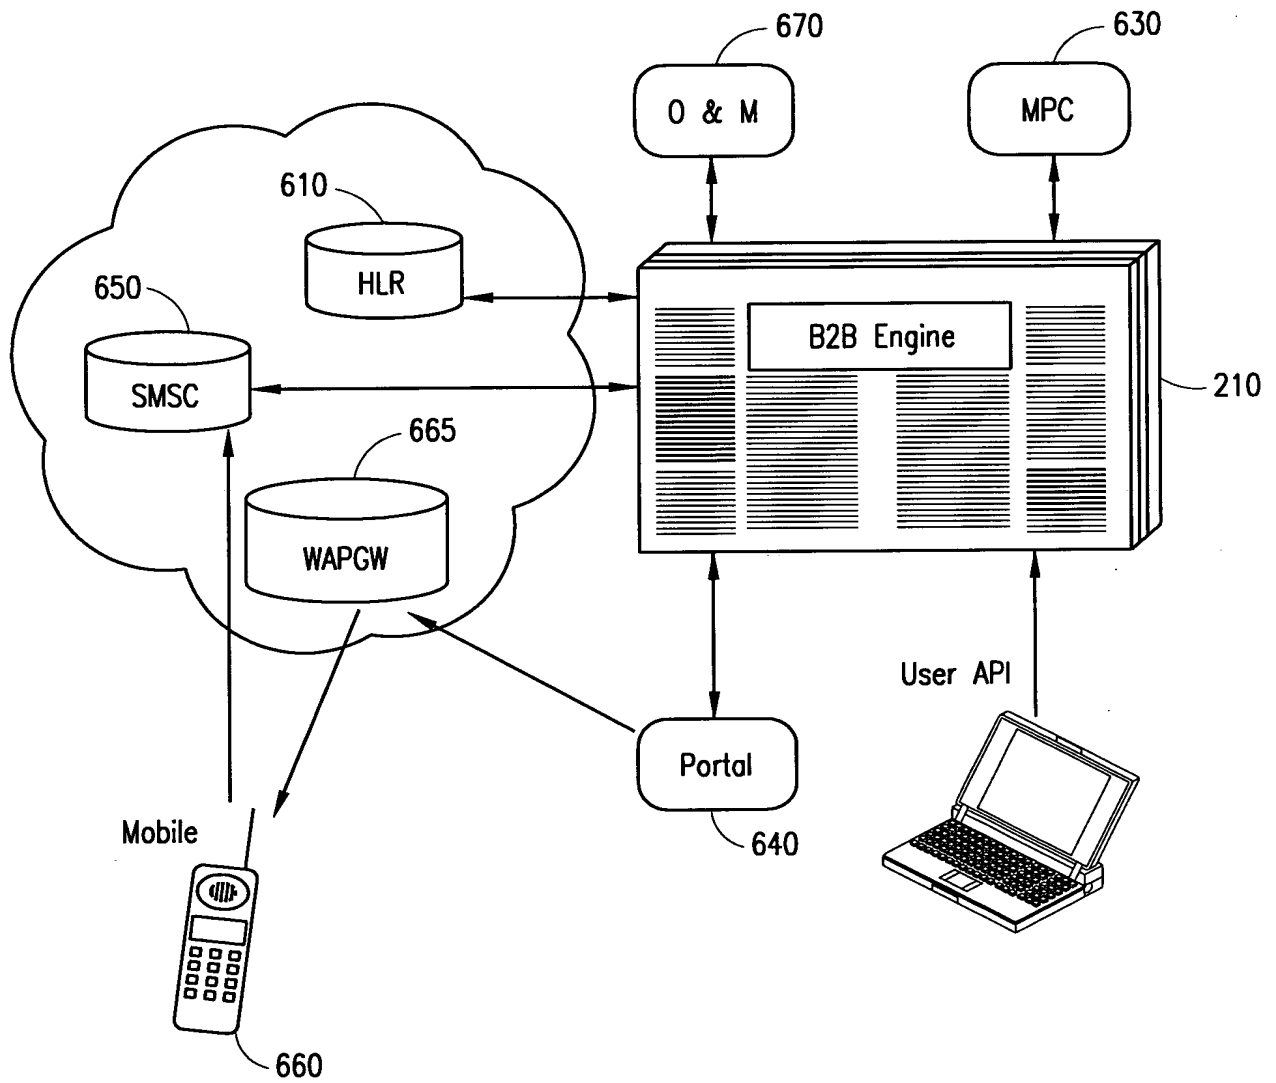 670
630
O & M
MPC
610
HLR
650
B2B Engine
SMSC
210
665
WAPGW
User API
Portal
Mobile
640
660